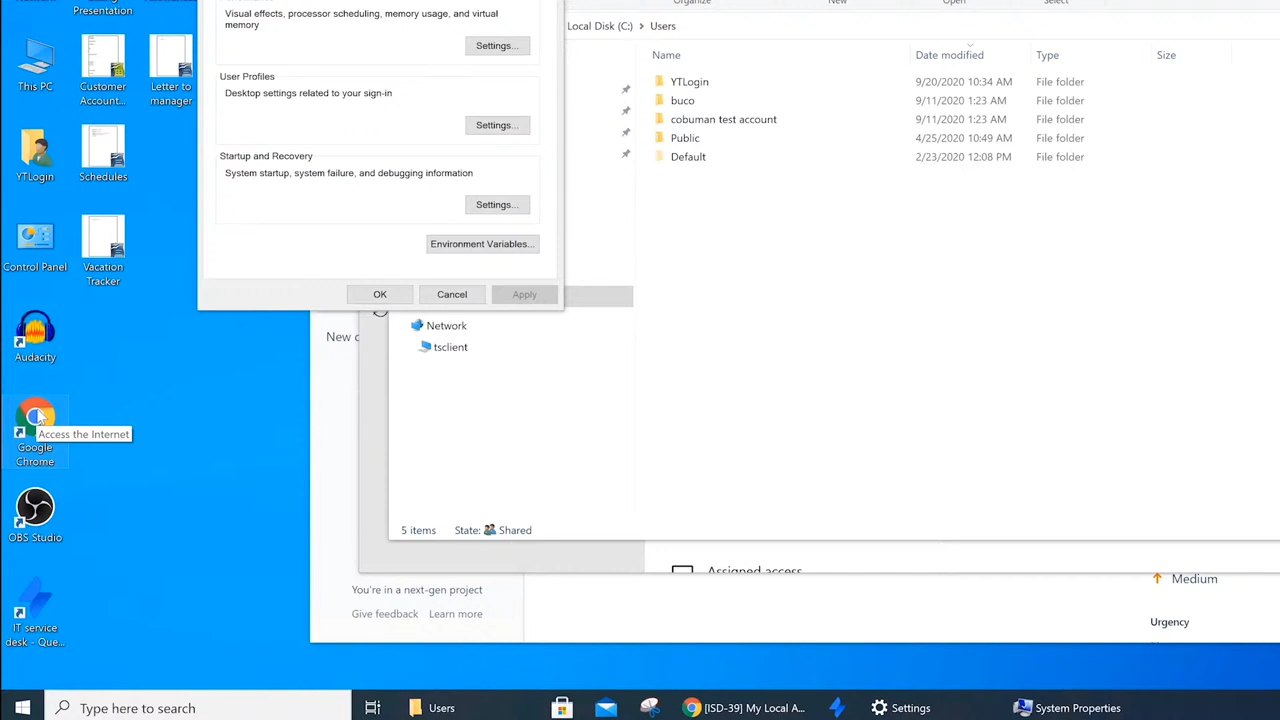 Presentation
This PC
Customer
Account...
Letter to
manager
YTLogin
Schedules
Control Panel
Vacation
Tracker
Audacity
Access the Internet
Google
Chrome
OBS Studio
IT service
desk - Que...
Visual effects, processor scheduling, memory usage, and virtual
memory
Settings...
User Profiles
Desktop settings related to your sign-in
Settings...
Startup and Recovery
System startup, system failure, and debugging information
Settings...
Environment Variables...
OK
Cancel
Apply
Organize
New
Open
Select
Local Disk (C:) > Users
Name
Date modified
Type
Size
YTLogin 9/20/2020 10:34 AM File folder
buco 9/11/2020 1:23 AM File folder
cobuman test account 9/11/2020 1:23 AM File folder
Public 4/25/2020 10:49 AM File folder
Default 2/23/2020 12:08 PM File folder
Network
tsclient
5 items State: Shared
New
Assigned access
You're in a next-gen project
Give feedback Learn more
Medium
Urgency
Type here to search
Users
[ISD-39] My Local A...
Settings
System Properties